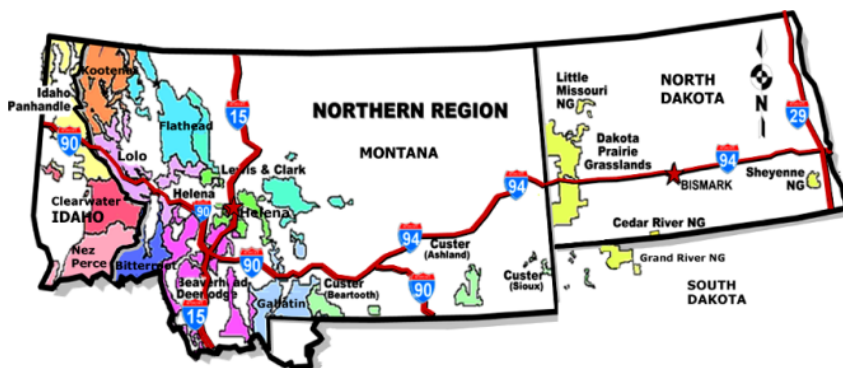 Kootenai
Idaho
Panhandle
90
Lolo
Flathead
15
NORTHERN REGION
MONTANA
Lewis & Clark
Helena
90
Helena
Clearwater
IDAHO
Nez
Perce
Bitterroot
Beaverhead
Deerlodge
15
90
Gallatin
Custer
(Beartooth)
94
Custer
(Ashland)
90
94
Custer
(Sioux)
Little
Missouri
NG
NORTH
DAKOTA
N
29
Dakota
Prairie
Grasslands
94
BISMARK
Sheyenne
NG
Cedar River NG
Grand River NG
SOUTH
DAKOTA